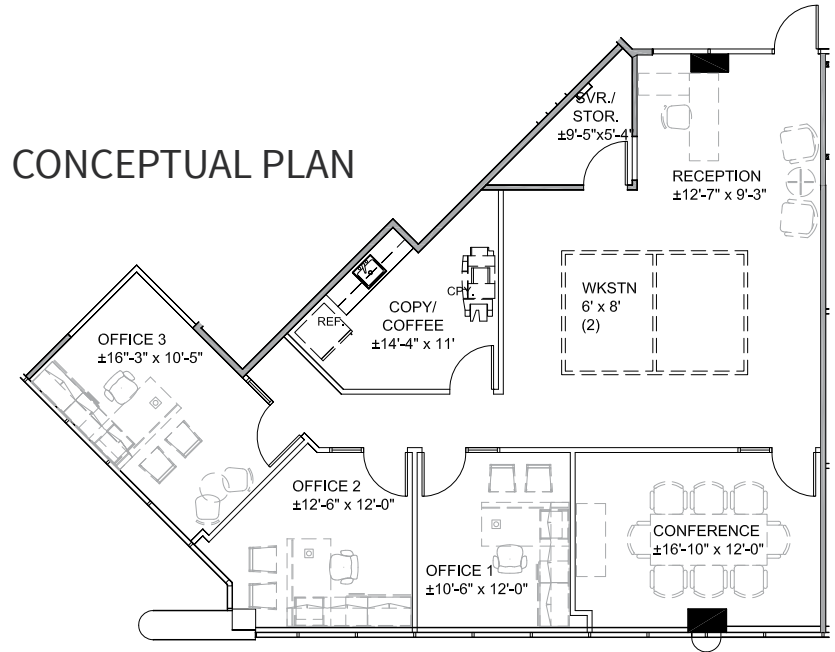 CONCEPTUAL PLAN
SVR./
STOR.
±9'-5"x5'-4"
RECEPTION
±12'-7" x 9'-3"
WKSTN
6' x 8'
(2)
CPY.
COPY/
COFFEE
±14'-4" x 11'
REF.
OFFICE 3
±16"-3" x 10'-5"
OFFICE 2
±12'-6" x 12'-0"
OFFICE 1
±10'-6" x 12'-0"
CONFERENCE
±16'-10" x 12'-0"